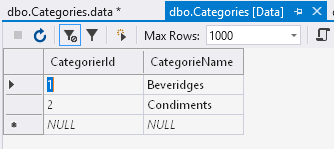 dbo.Categories.data * dbo.Categories [Data]
Max Rows: 1000
CategorierId CategorieName
1 Beveridges
2 Condiments
NULL NULL